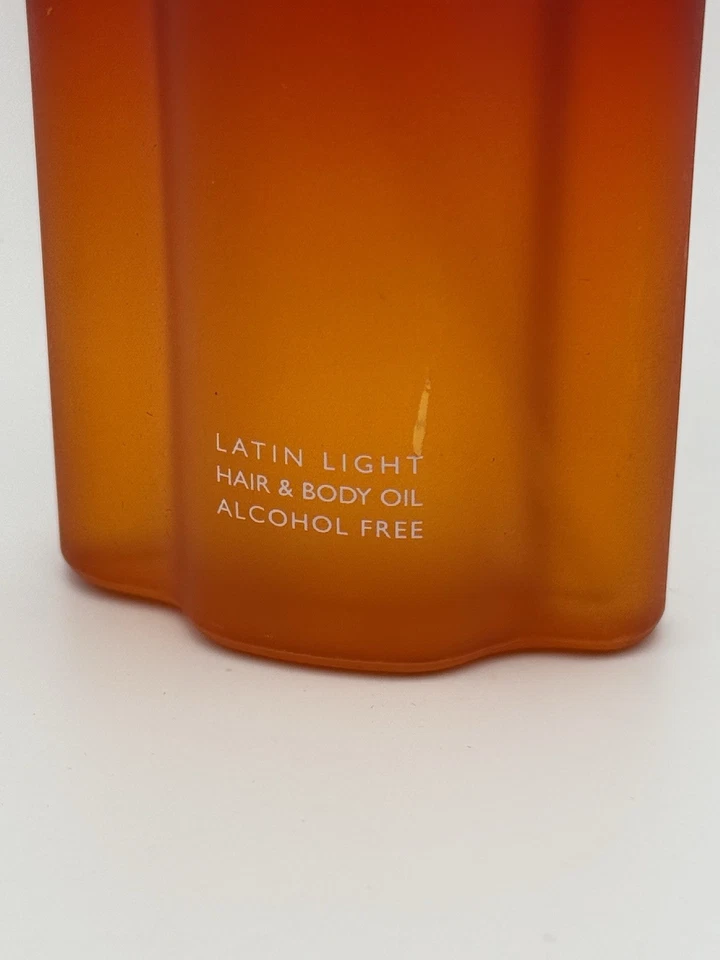 LATIN LIGHT
HAIR & BODY OIL
ALCOHOL FREE